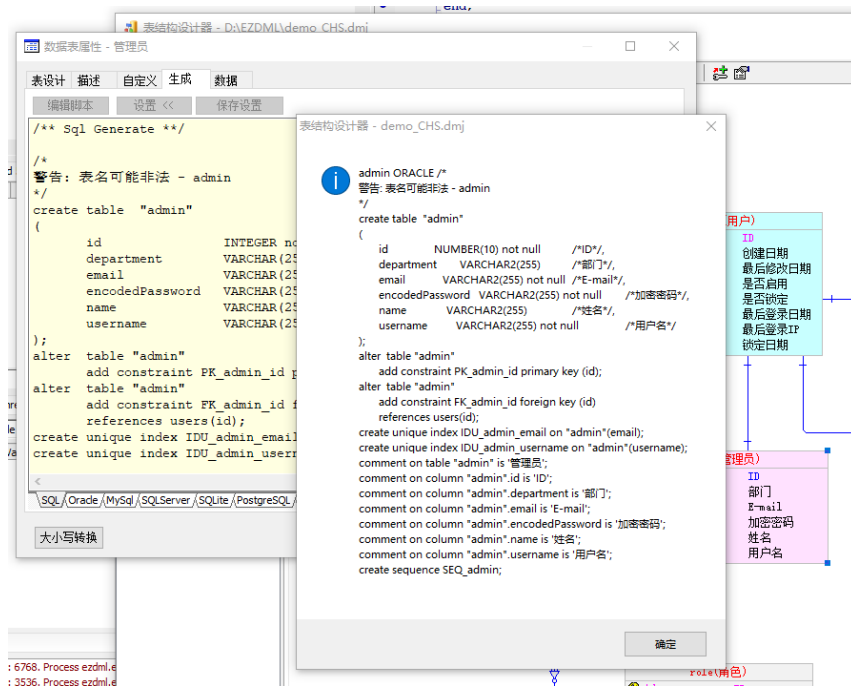 end;
表结构设计器 - D:\EZDML\demo_CHS.dmj
数据表属性 - 管理员
表设计 描述 自定义 生成 数据
编辑脚本 设置 << 保存设置
/** Sql Generate **/
/*
警告: 表名可能非法 - admin
*/
create table "admin"
(
id INTEGER
department VARCHAR
email VARCHAR
encodedPassword VARCHAR
name VARCHAR
username VARCHAR
);
alter table "admin"
add constraint PK_admin_id
alter table "admin"
add constraint FK_admin_id
references users(id);
create unique index IDU_admin_email
create unique index
SQL Oracle MySql SQLServer SQLite PostgreSQL
大小写转换
表结构设计器 - demo_CHS.dmj
admin ORACLE /*
警告: 表名可能非法 - admin
*/
create table "admin"
(
id NUMBER(10) not null /*ID*/,
department VARCHAR2(255) /*部门*/,
email VARCHAR2(255) not null /*E-mail*/,
encodedPassword VARCHAR2(255) not null /*加密密码*/,
name VARCHAR2(255) /*姓名*/,
username VARCHAR2(255) not null /*用户名*/
);
alter table "admin"
add constraint PK_admin_id primary key (id);
alter table "admin"
add constraint FK_admin_id foreign key (id)
references users(id);
create unique index IDU_admin_email on "admin"(email);
create unique index IDU_admin_username on "admin"(username);
comment on table "admin" is '管理员';
comment on column "admin".id is 'ID';
comment on column "admin".department is '部门';
comment on column "admin".email is 'E-mail';
comment on column "admin".encodedPassword is '加密密码';
comment on column "admin".name is '姓名';
comment on column "admin".username is '用户名';
create sequence SEQ_admin;
确定
用户)
ID
创建日期
最后修改日期
是否启用
是否锁定
最后登录日期
最后登录IP
锁定日期
管理员)
ID
部门
E-mail
加密密码
姓名
用户名
role(角色)
: 6768. Process ezdml.e
: 3536. Process ezdml.e